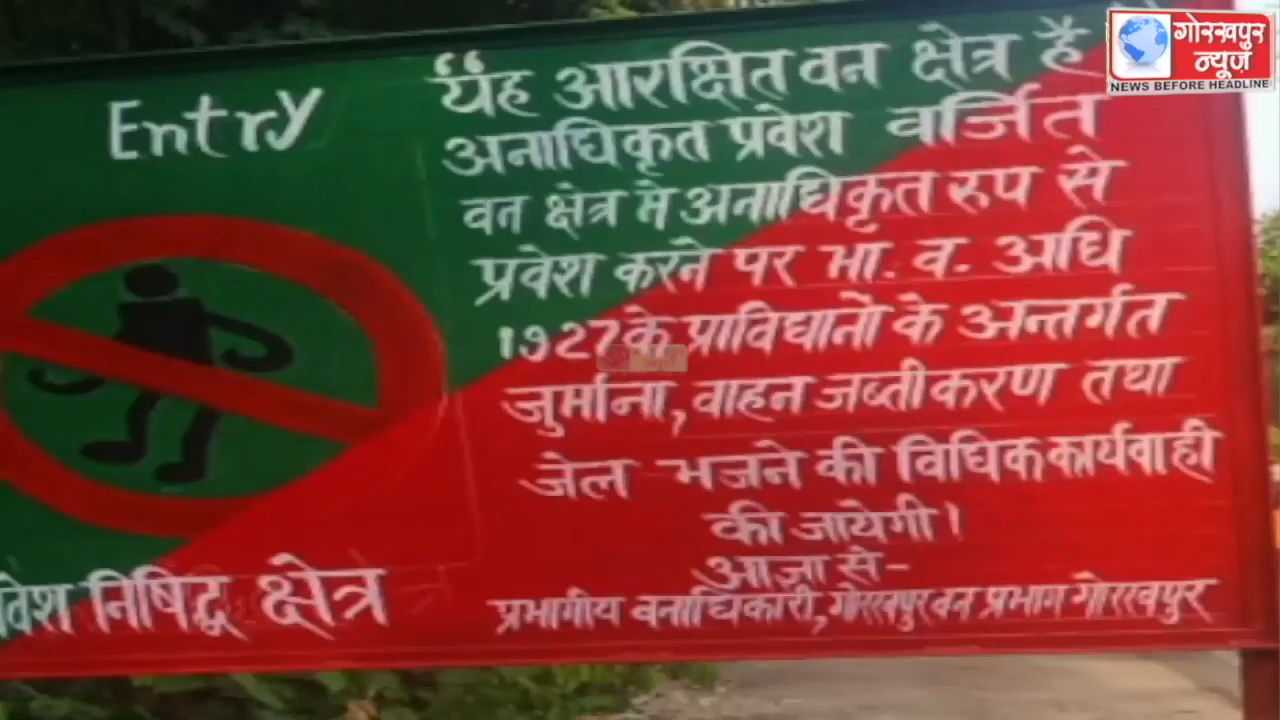 Entry
“यह आरक्षित वन क्षेत्र है
अनाधिकृत प्रवेश वर्जित
वन क्षेत्र मे अनाधिकृत रुप से
प्रवेश करने पर भा. व. अधि
1927 के प्राविधानों के अन्तर्गत
जुर्माना, वाहन जब्तीकरण तथा
जेल भजने की विधिक कार्यवाही
की जायेगी।
आज्ञा से-
प्रभागीय वनाधिकारी, गोरखपुर वन प्रभाग गोरखपुर
निषिद्ध क्षेत्र
गोरखपुर
न्यूज़
NEWS BEFORE HEADLINE